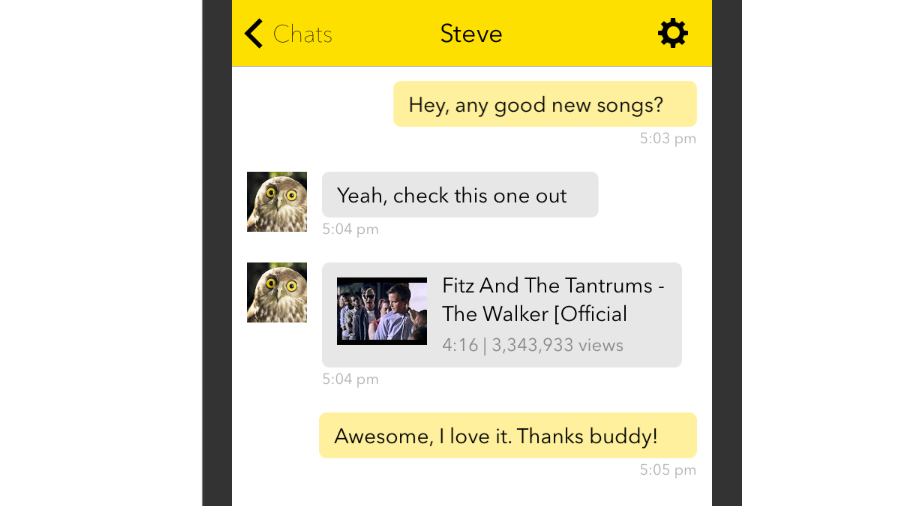 Chats
Steve
Hey, any good new songs?
5:03 pm
Yeah, check this one out
5:04 pm
Fitz And The Tantrums -
The Walker [Official
4:16 | 3,343,933 views
5:04 pm
Awesome, I love it. Thanks buddy!
5:05 pm